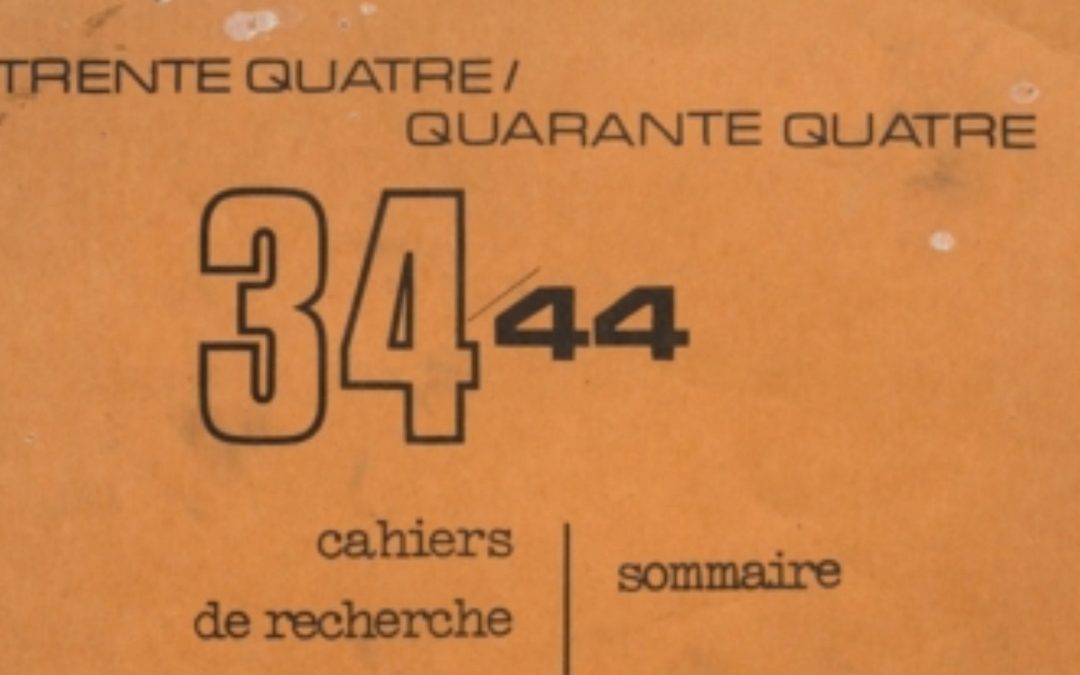 TRENTE QUATRE /
QUARANTE QUATRE
34/44
cahiers
de recherche
sommaire